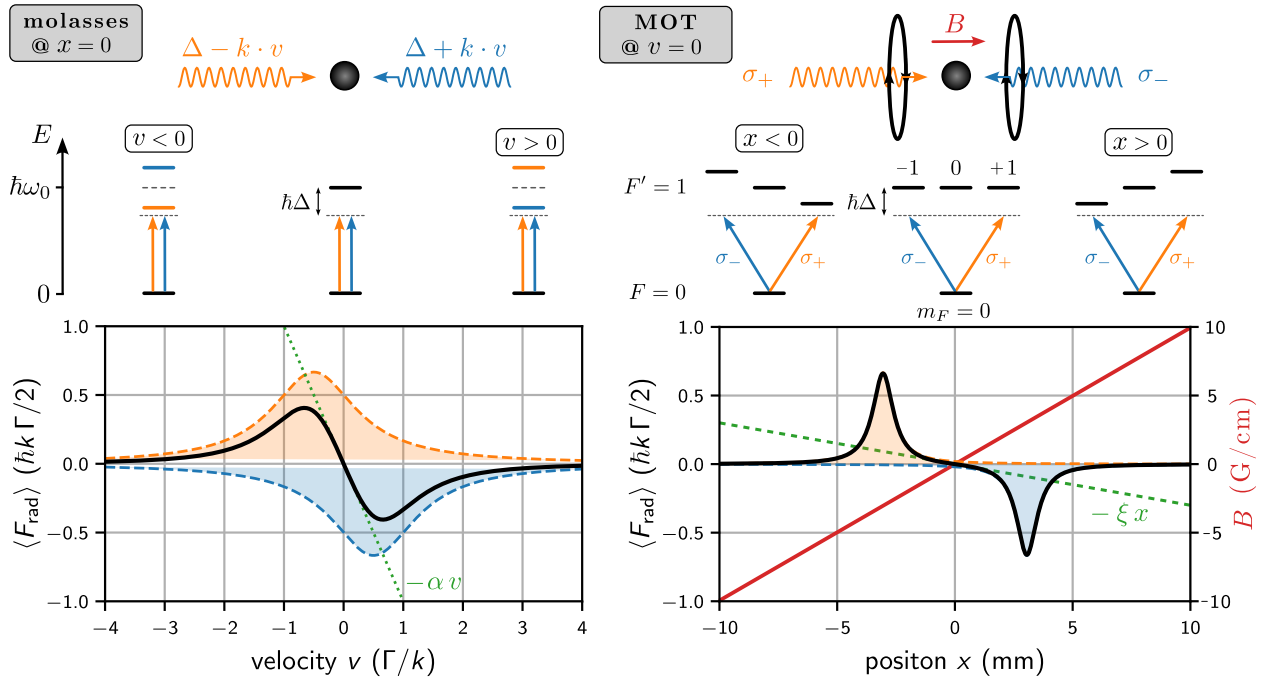 molasses
@ x = 0
Δ − k · v
Δ + k · v
E
v < 0
v > 0
ħω₀
ħΔ
0
1.0
0.5
0.0
−0.5
−1.0
⟨F_rad⟩ (ħk Γ/2)
−α v
−4 −3 −2 −1 0 1 2 3 4
velocity v (Γ/k)
MOT
@ v = 0
B
σ₊
σ₋
x < 0
x > 0
−1 0 +1
F′ = 1
ħΔ
σ₋ σ₊ σ₋ σ₊ σ₋ σ₊
F = 0
m_F = 0
1.0
0.5
0.0
−0.5
−1.0
⟨F_rad⟩ (ħk Γ/2)
− ξ x
10
5
0
-5
-10
B (G/cm)
−10 −5 0 5 10
positon x (mm)